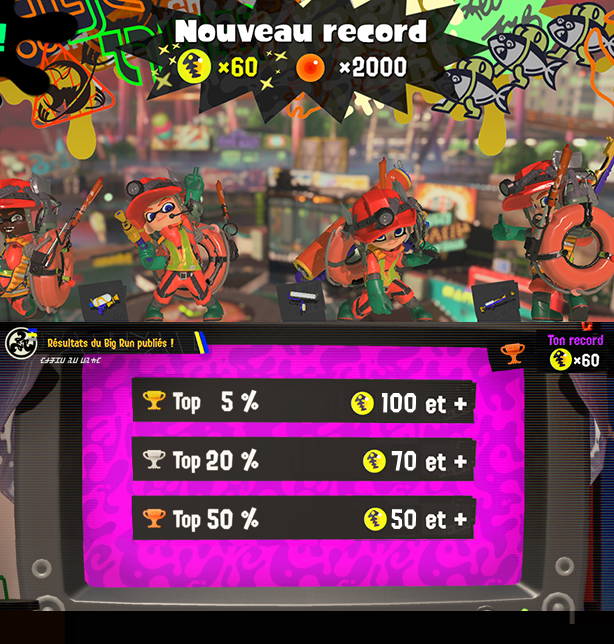 Nouveau record
×60 ×2000
Résultats du Big Run publiés !
Ton record
×60
Top 5 % 100 et +
Top 20 % 70 et +
Top 50 % 50 et +